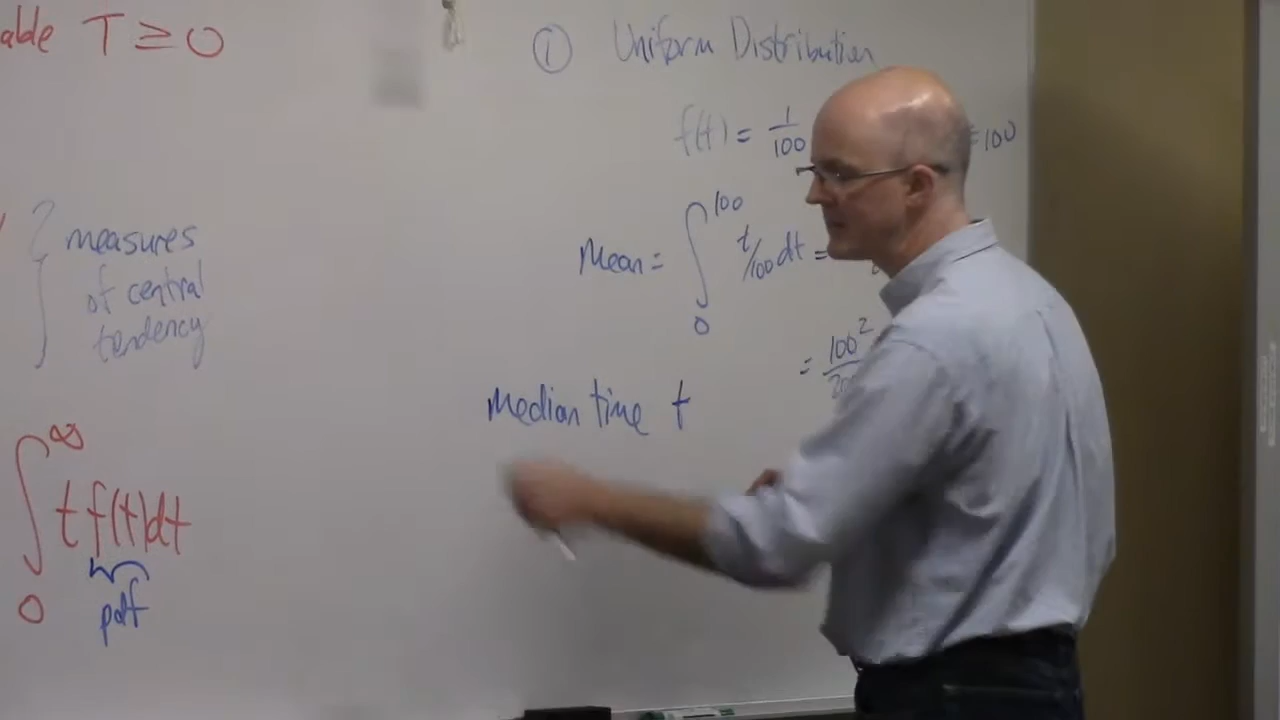 able T ≥ 0
measures
of central
tendency
∫ ∞ 0 t f(t)dt
pdf
① Uniform Distribution
f(t) = 1/100 100
Mean = ∫ 100 0 t/100 dt =
= 100²
Median time t